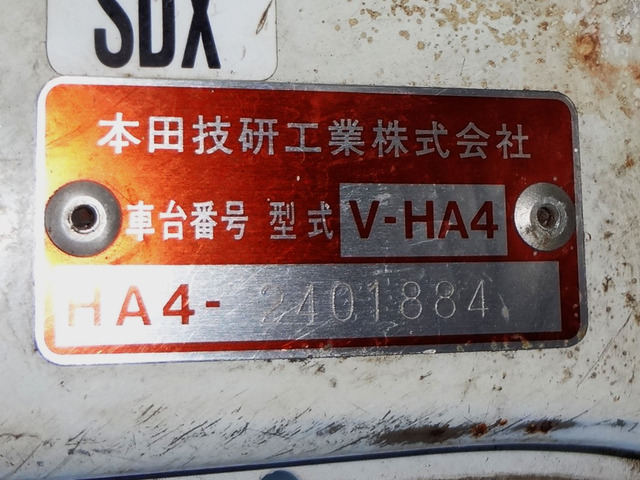 SDX
本田技研工業株式会社
車台番号 型式 V-HA4
HA4-2401884